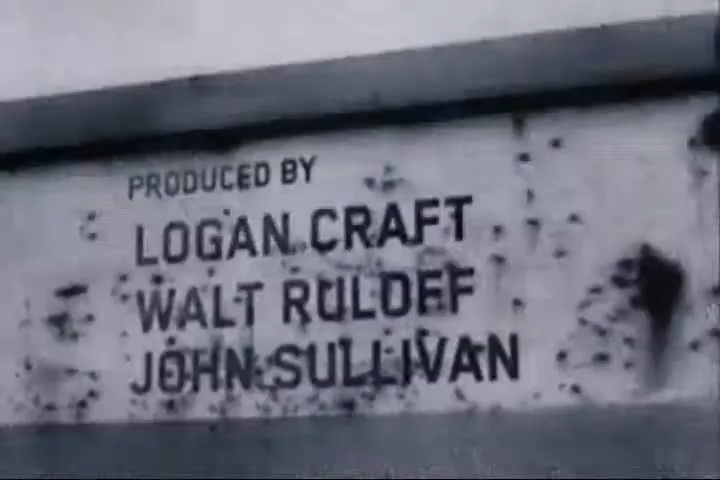 PRODUCED BY
LOGAN CRAFT
WALT RULOFF
JOHN SULLIVAN